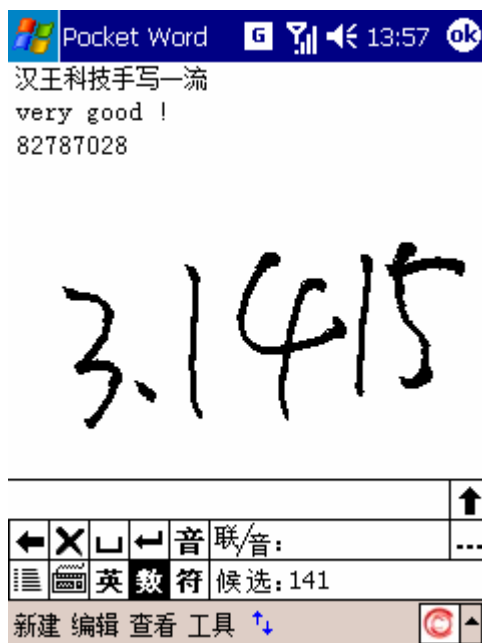 Pocket Word G 13:57 ok
汉王科技手写一流
very good !
82787028
3.1415
音 联/音:
英 数 符 候选:141
新建 编辑 查看 工具